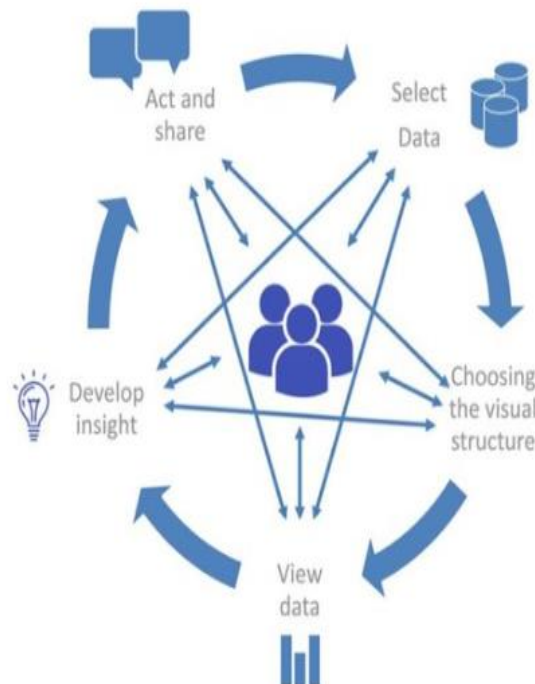 Act and
share
Select
Data
Choosing
the visual
structure
View
data
Develop
insight